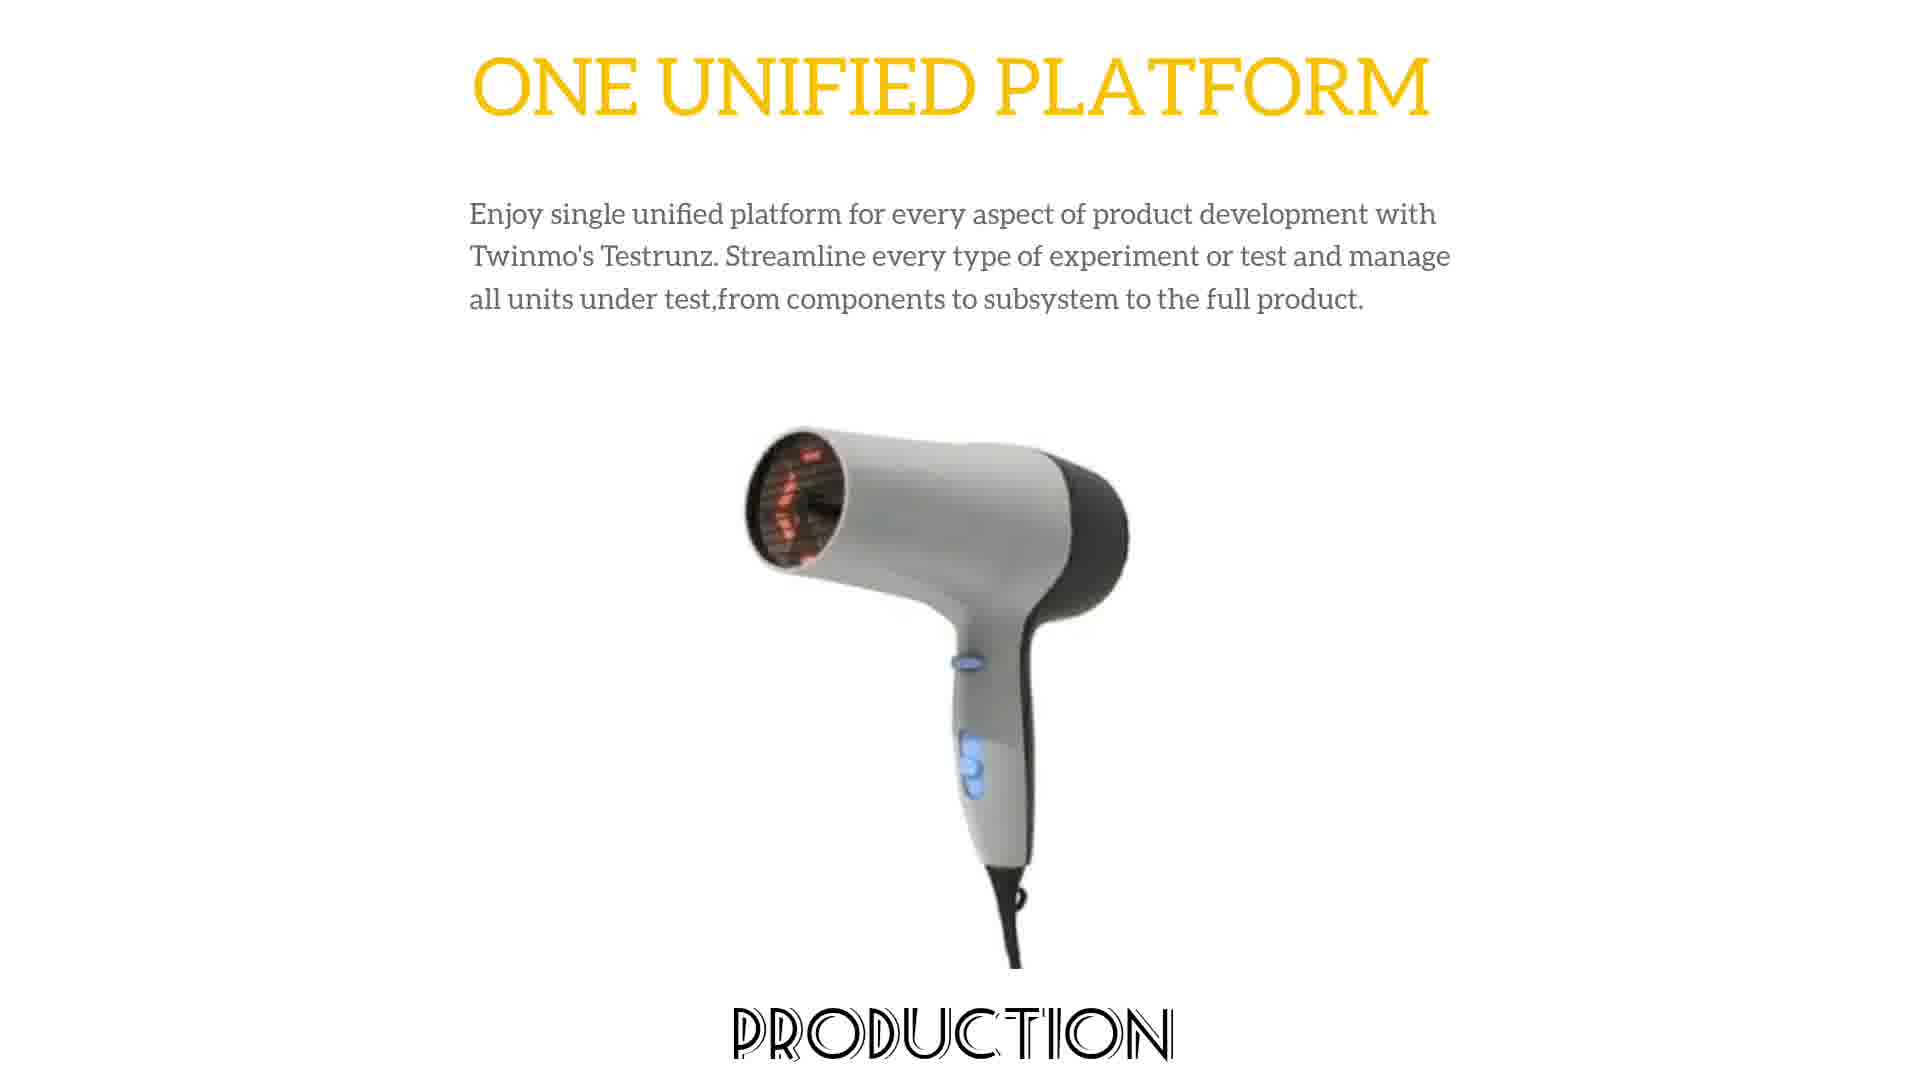 ONE UNIFIED PLATFORM
Enjoy single unified platform for every aspect of product development with
Twinmo's Testrunz. Streamline every type of experiment or test and manage
all units under test,from components to subsystem to the full product.
PRODUCTION